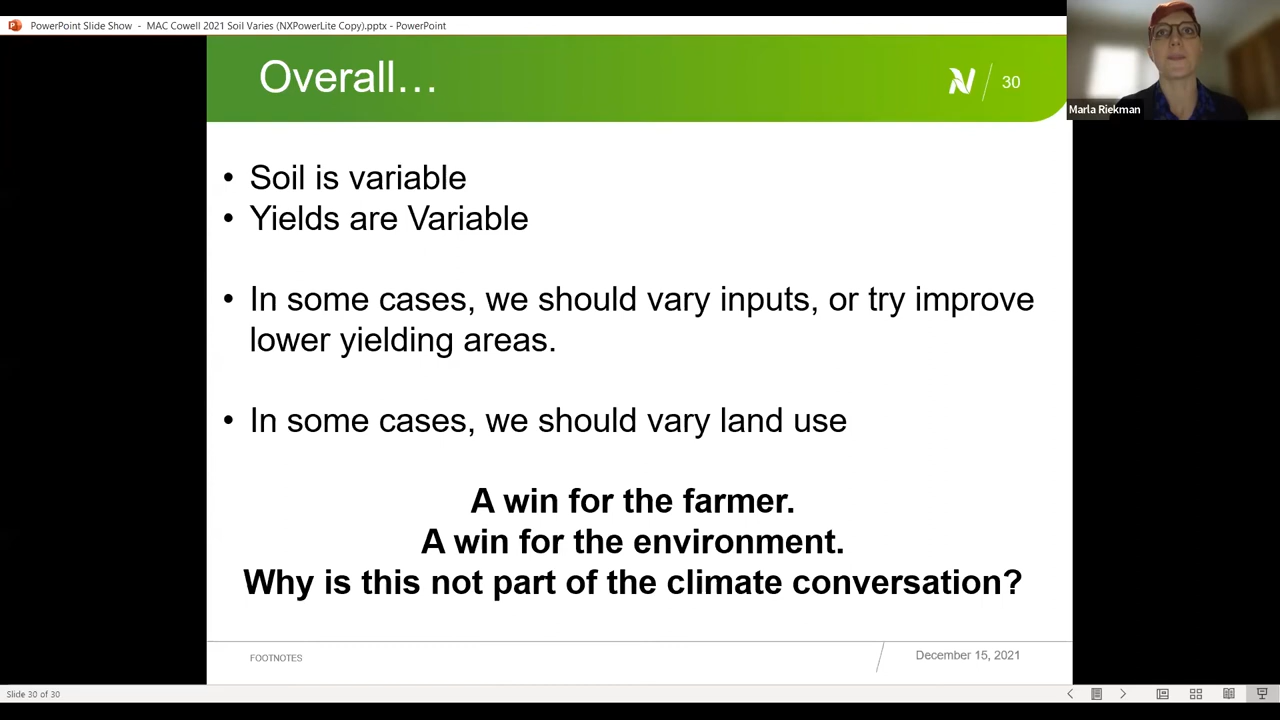 PowerPoint Slide Show - MAC Cowell 2021 Soil Varies (NXPowerLite Copy).pptx - PowerPoint
Overall…
30
Marla Riekman
• Soil is variable
• Yields are Variable
• In some cases, we should vary inputs, or try improve
lower yielding areas.
• In some cases, we should vary land use
A win for the farmer.
A win for the environment.
Why is this not part of the climate conversation?
FOOTNOTES
December 15, 2021
Slide 30 of 30